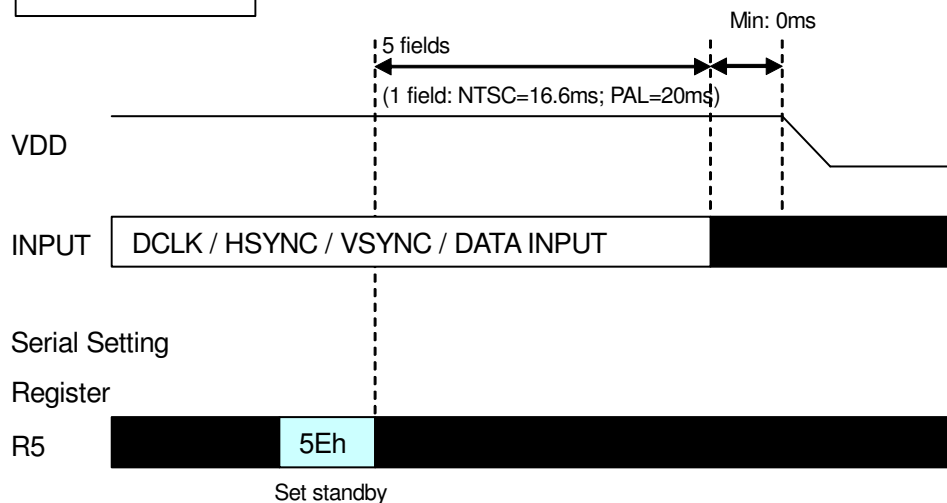 Min: 0ms
5 fields
(1 field: NTSC=16.6ms; PAL=20ms)
VDD
INPUT DCLK / HSYNC / VSYNC / DATA INPUT
Serial Setting
Register
R5 5Eh
Set standby